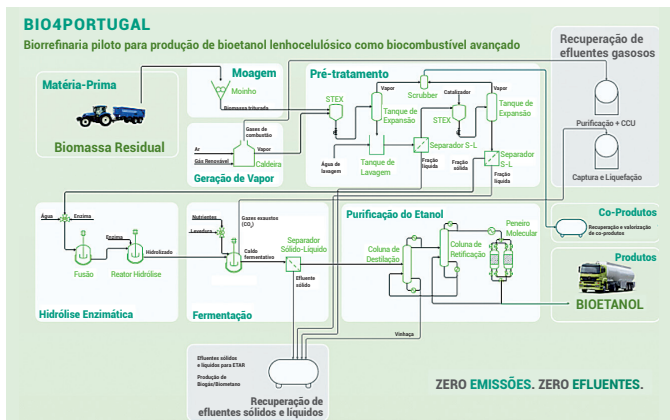 BIO4PORTUGAL
Biorrefinaria piloto para produção de bioetanol lenhocelulósico como biocombustível avançado
Matéria-Prima
Biomassa Residual
Moagem
Moinho
Biomassa triturada
Gases de
combustão
Ar
Vapor
Gás Renovável
Caldeira
Geração de Vapor
Pré-tratamento
STEX
Vapor
Tanque de
Expansão
Scrubber
Catalizador
STEX
Vapor
Tanque de
Expansão
Água de
lavagem
Tanque de
Lavagem
Separador S-L
Fração
líquida
Fração
sólida
Separador
S-L
Fração
líquida
Recuperação de
efluentes gasosos
Purificação + CCU
Captura e Liquefação
Água
Enzima
Enzima
Fusão
Reator Hidrólise
Hidrolizado
Hidrólise Enzimática
Nutrientes
Levedura
Gases exaustos
(CO2)
Caldo
fermentativo
Separador
Sólido-Líquido
Efluente
sólido
Fermentação
Purificação do Etanol
Coluna de
Destilação
Coluna de
Retificação
Peneiro
Molecular
Vinhaça
Co-Produtos
Recuperação e valorização
de co-produtos
Produtos
BIOETANOL
Efluentes sólidos
e líquidos para ETAR
Produção de
Biogás/Biometano
Recuperação de
efluentes sólidos e líquidos
ZERO EMISSÕES. ZERO EFLUENTES.